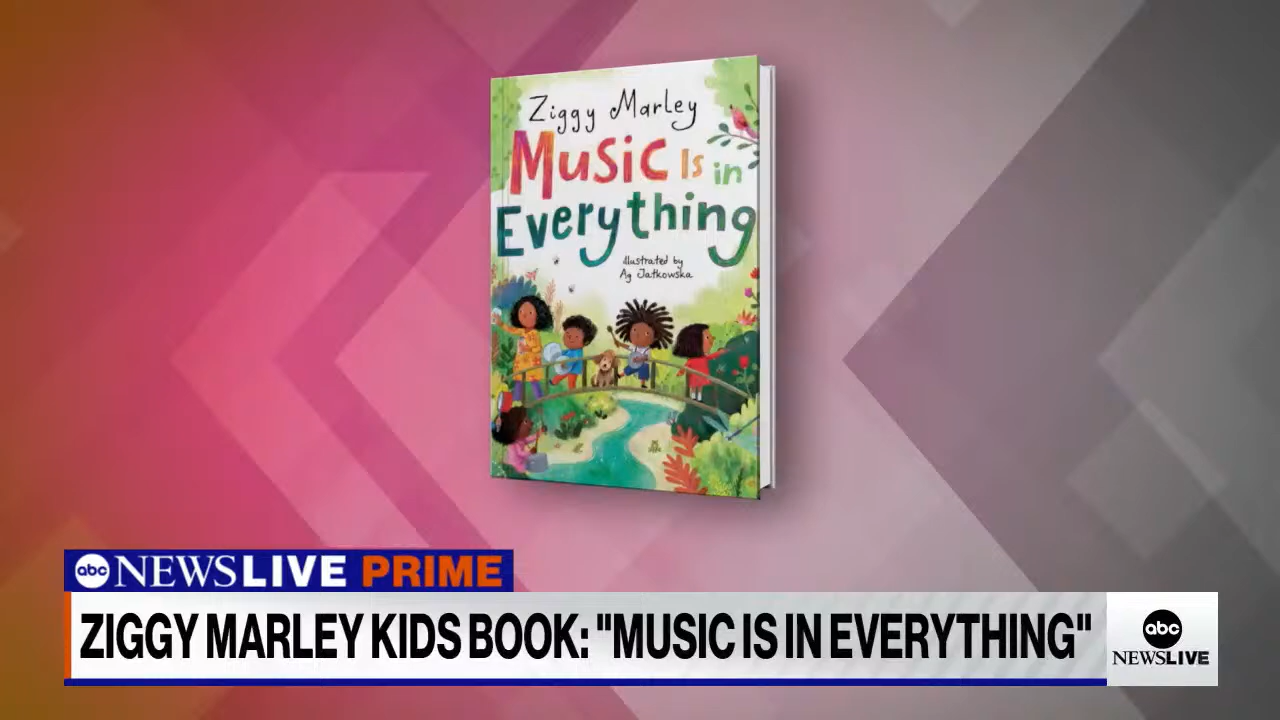 Ziggy Marley
Music Is in
Everything
illustrated by
Ag Jatkowska
abc NEWS LIVE PRIME
ZIGGY MARLEY KIDS BOOK: "MUSIC IS IN EVERYTHING"
abc
NEWS LIVE